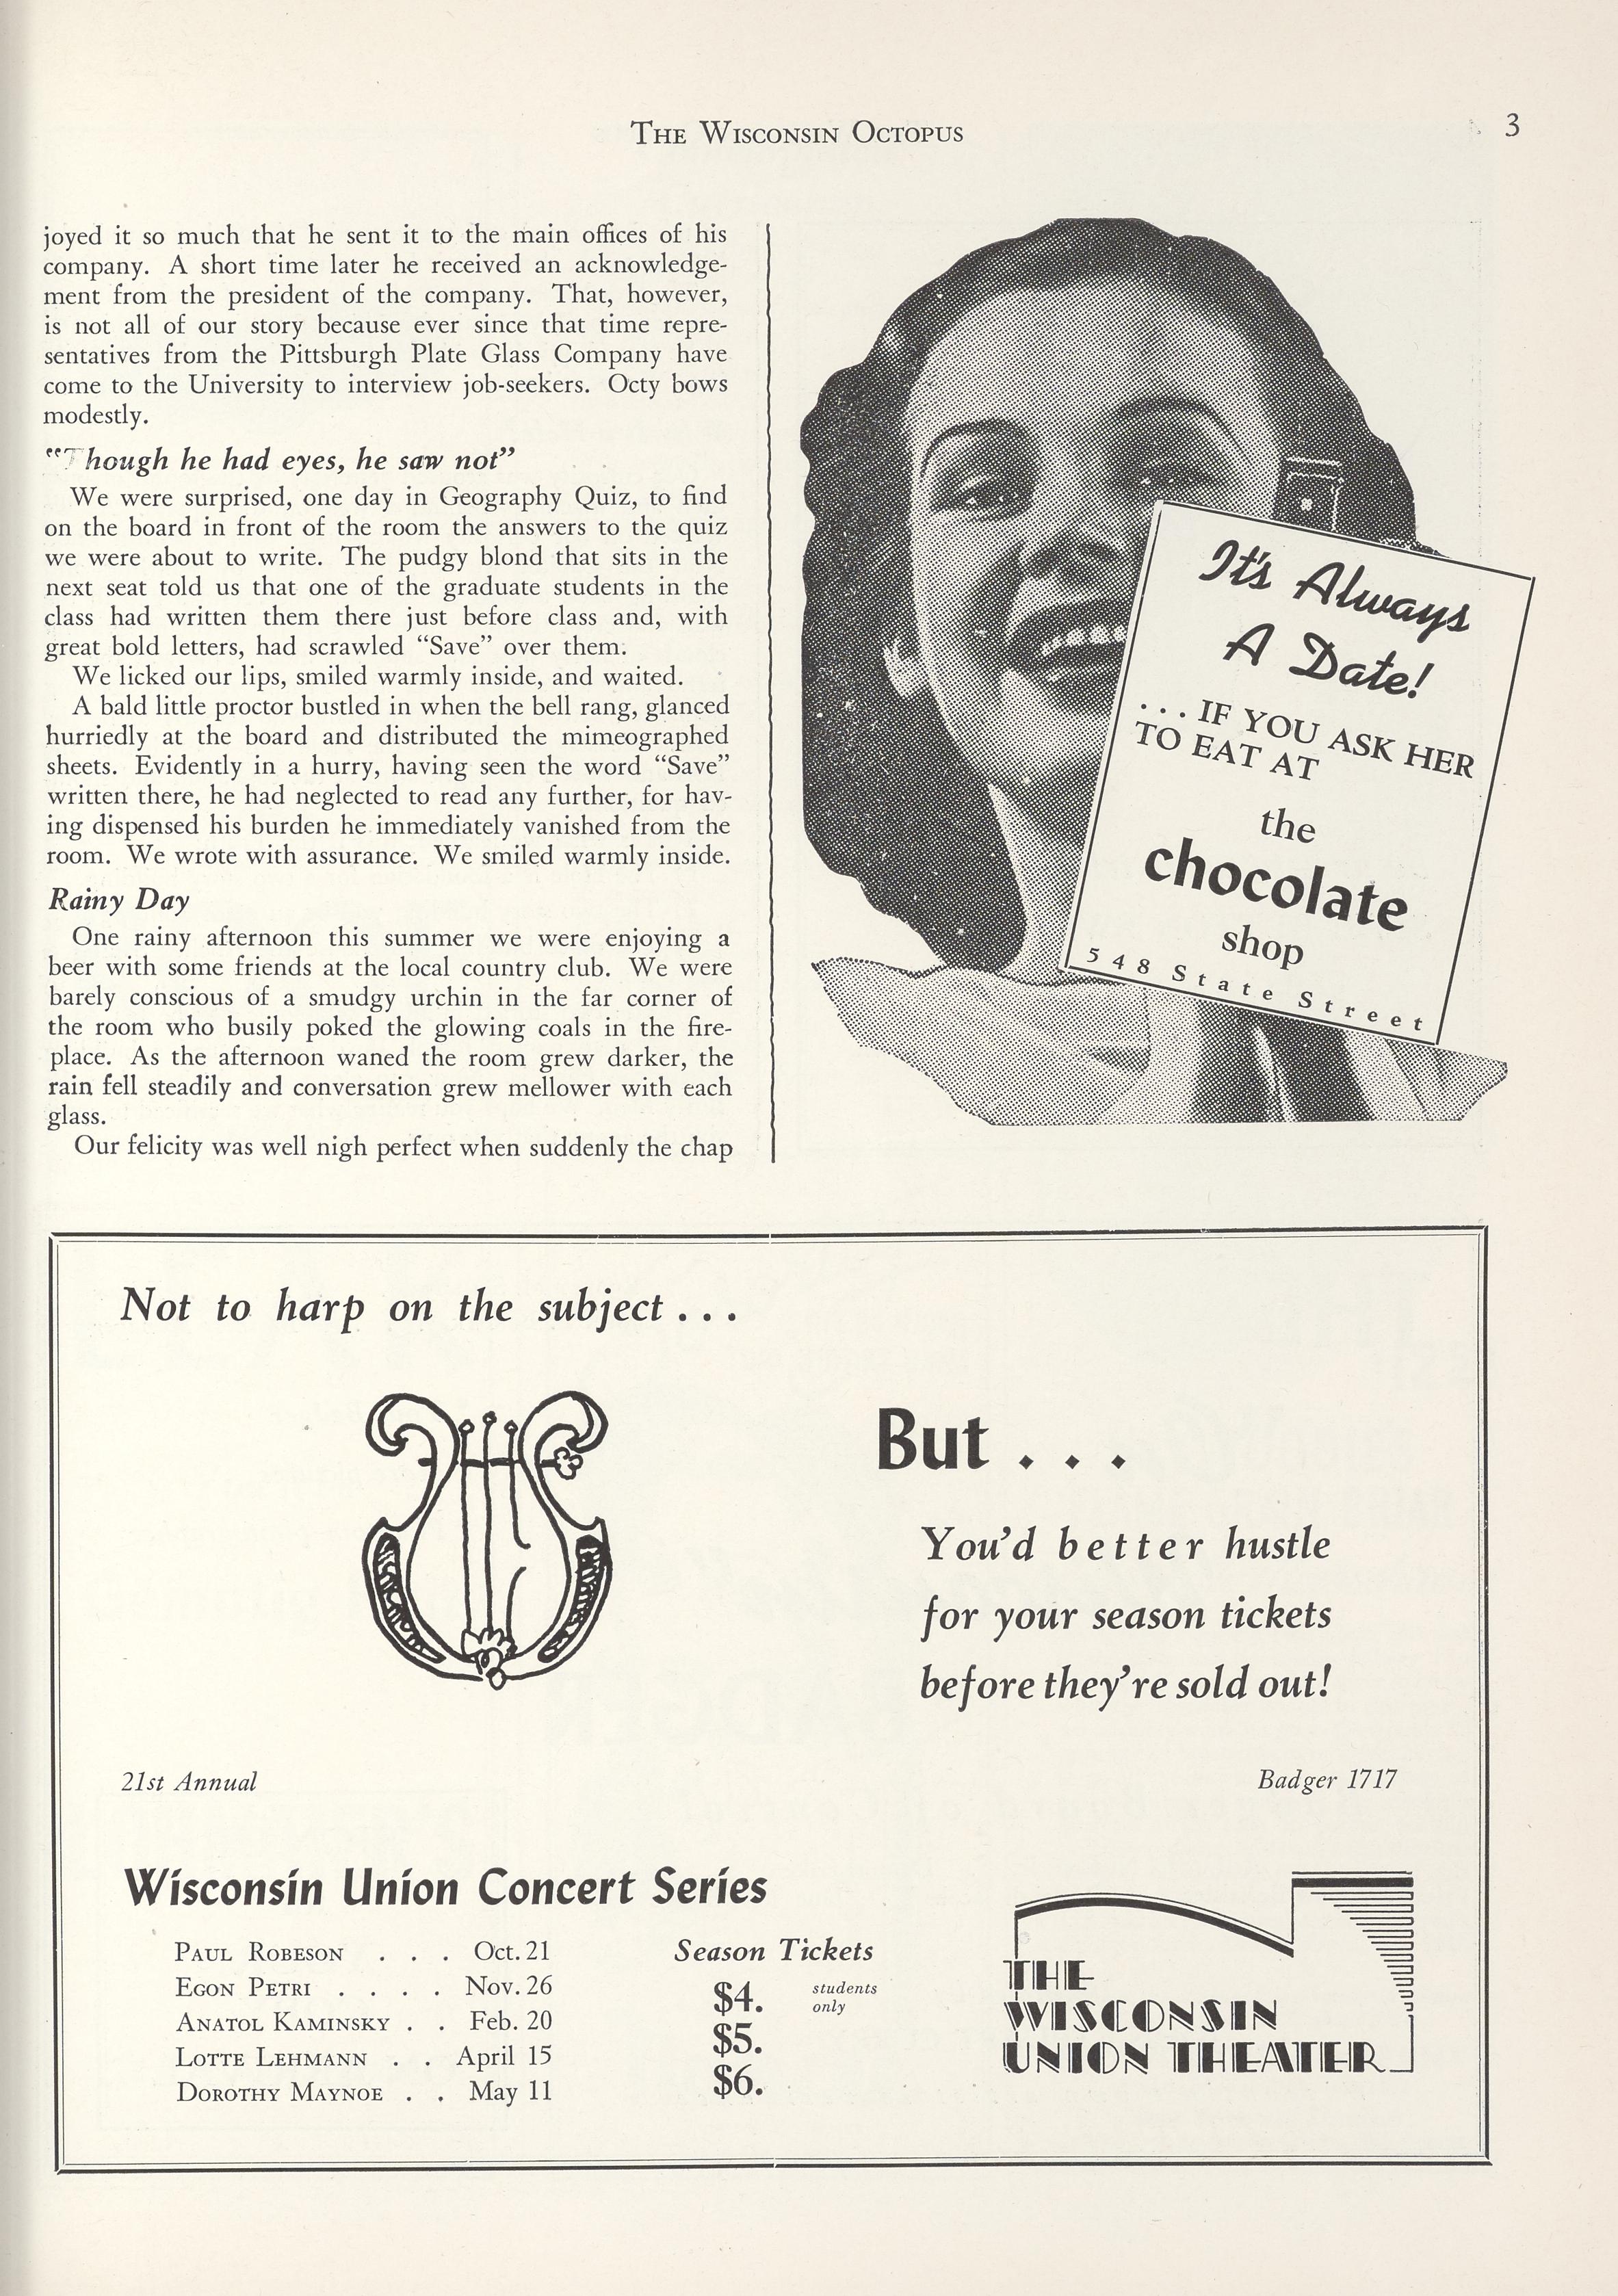 THE WISCONSIN OCTOPUS
3
joyed it so much that he sent it to the main offices of his
company. A short time later he received an acknowledge-
ment from the president of the company. That, however,
is not all of our story because ever since that time repre-
sentatives from the Pittsburgh Plate Glass Company have
come to the University to interview job-seekers. Octy bows
modestly.
"Though he had eyes, he saw not"
We were surprised, one day in Geography Quiz, to find
on the board in front of the room the answers to the quiz
we were about to write. The pudgy blond that sits in the
next seat told us that one of the graduate students in the
class had written them there just before class and, with
great bold letters, had scrawled "Save" over them.
We licked our lips, smiled warmly inside, and waited.
A bald little proctor bustled in when the bell rang, glanced
hurriedly at the board and distributed the mimeographed
sheets. Evidently in a hurry, having seen the word "Save"
written there, he had neglected to read any further, for hav-
ing dispensed his burden he immediately vanished from the
room. We wrote with assurance. We smiled warmly inside.
Rainy Day
One rainy afternoon this summer we were enjoying a
beer with some friends at the local country club. We were
barely conscious of a smudgy urchin in the far corner of
the room who busily poked the glowing coals in the fire-
place. As the afternoon waned the room grew darker, the
rain fell steadily and conversation grew mellower with each
glass.
Our felicity was well nigh perfect when suddenly the chap
It's Always
A Date!
. . . IF YOU ASK HER
TO EAT AT
the
chocolate
shop
548 State Street
Not to harp on the subject . . .
But . . .
You'd better hustle
for your season tickets
before they're sold out!
21st Annual
Badger 1717
Wisconsin Union Concert Series
PAUL ROBESON . . . Oct. 21
EGON PETRI . . . . Nov. 26
ANATOL KAMINSKY . . Feb. 20
LOTTE LEHMANN . . April 15
DOROTHY MAYNOE . . May 11
Season Tickets
$4. students
only
$5.
$6.
THE
WISCONSIN
UNION THEATER